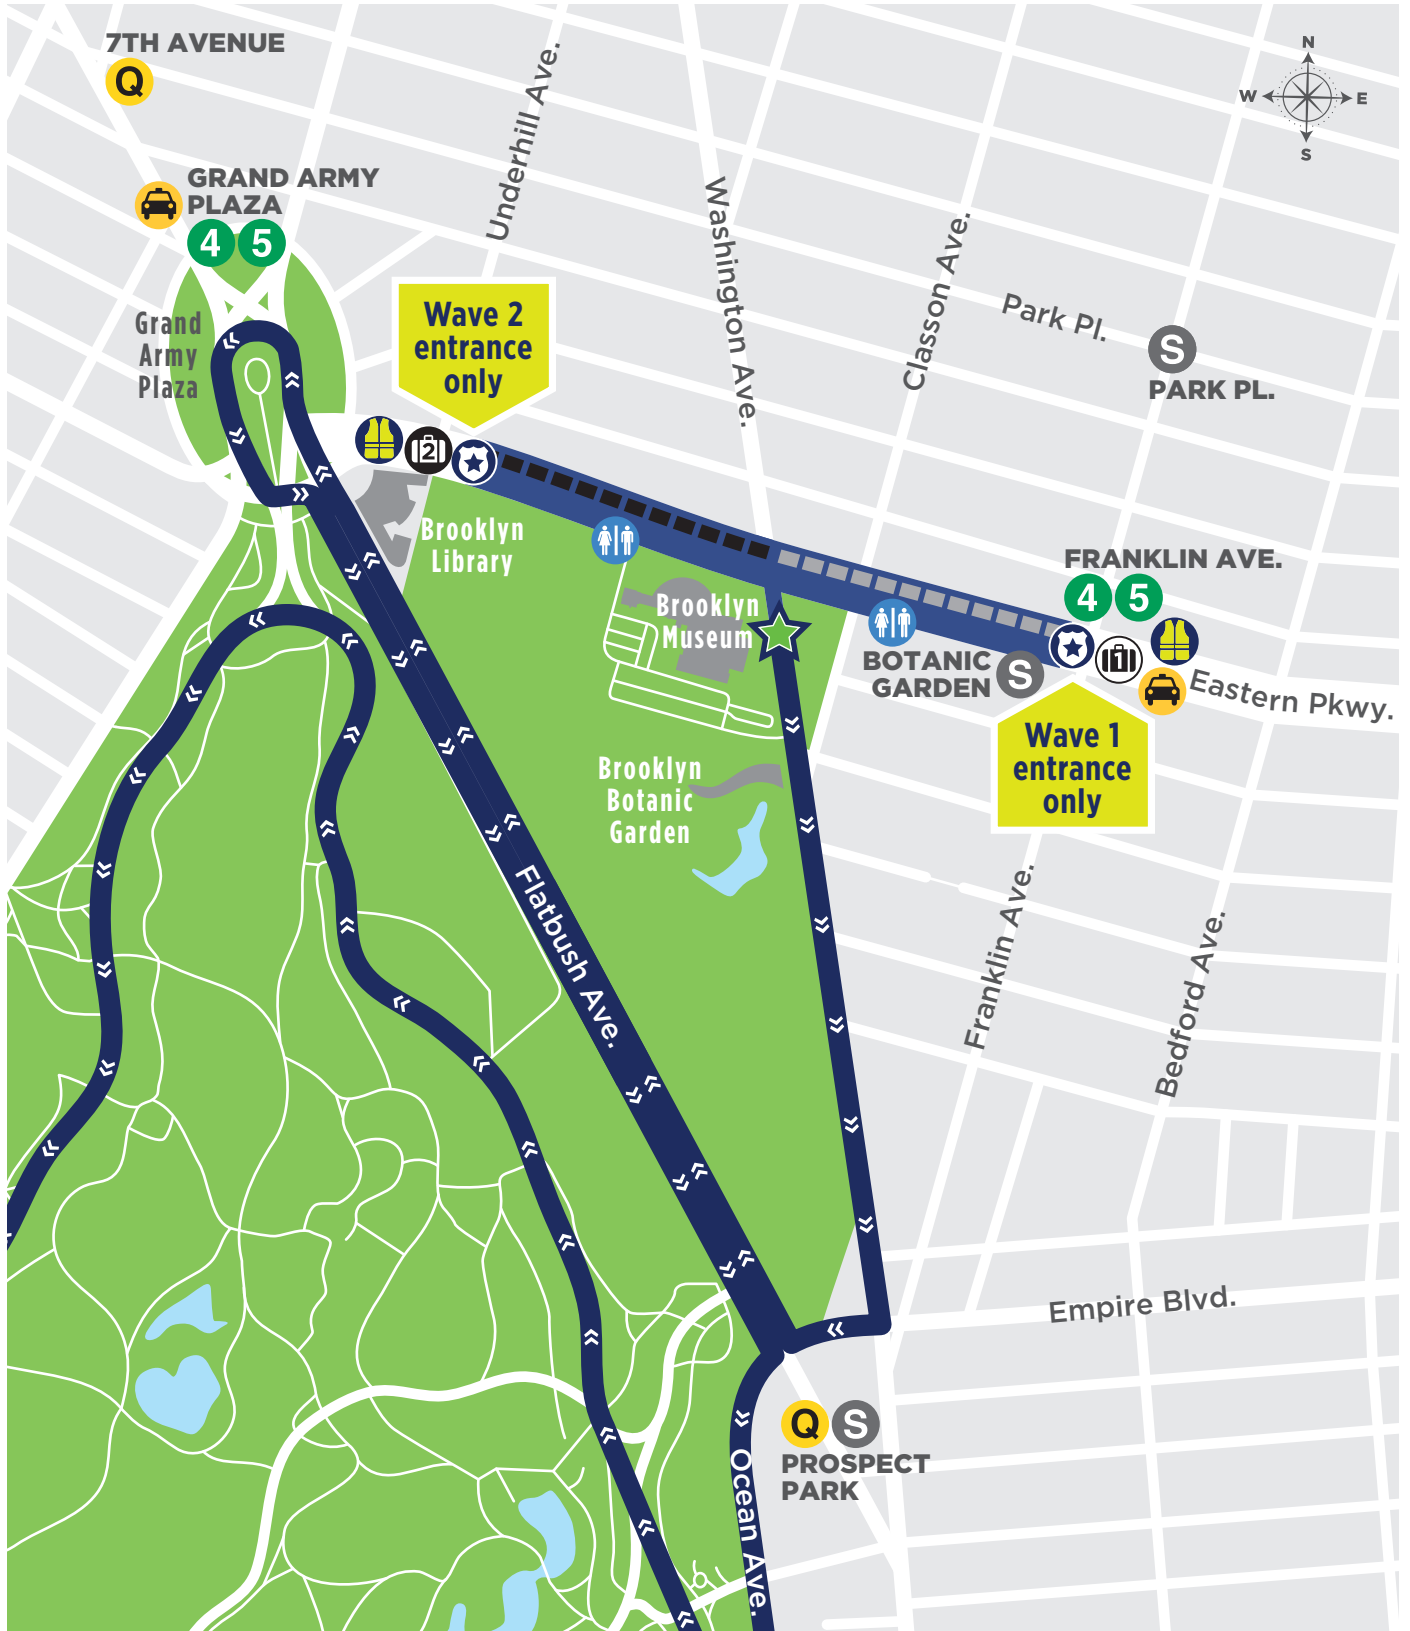 7TH AVENUE
Q
N
W
E
S
GRAND ARMY
PLAZA
4 5
Underhill Ave.
Washington Ave.
Classon Ave.
Park Pl.
S
PARK PL.
Grand
Army
Plaza
Wave 2
entrance
only
2
Brooklyn
Library
FRANKLIN AVE.
4 5
Brooklyn
Museum
BOTANIC
GARDEN
S
1
Eastern Pkwy.
Wave 1
entrance
only
Brooklyn
Botanic
Garden
Flatbush Ave.
Franklin Ave.
Bedford Ave.
Empire Blvd.
Q S
PROSPECT
PARK
Ocean Ave.